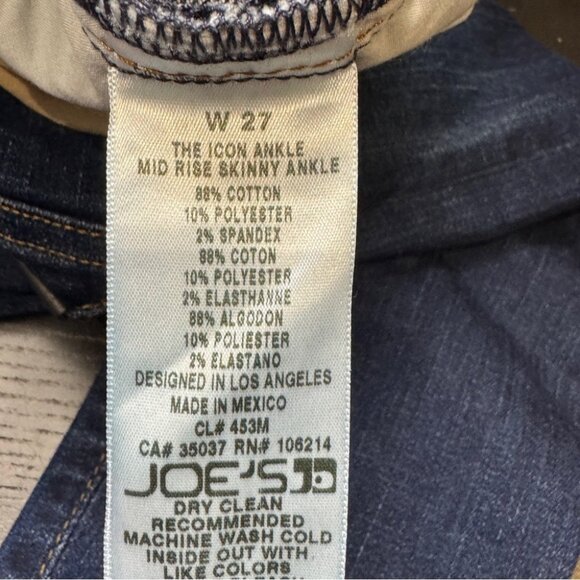 W 27
THE ICON ANKLE
MID RISE SKINNY ANKLE
88% COTTON
10% POLYESTER
2% SPANDEX
88% COTON
10% POLYESTER
2% ELASTHANNE
88% ALGODON
10% POLIESTER
2% ELASTANO
DESIGNED IN LOS ANGELES
MADE IN MEXICO
CL# 453M
CA# 35037 RN# 106214
JOE'S
DRY CLEAN
RECOMMENDED
MACHINE WASH COLD
INSIDE OUT WITH
LIKE COLORS